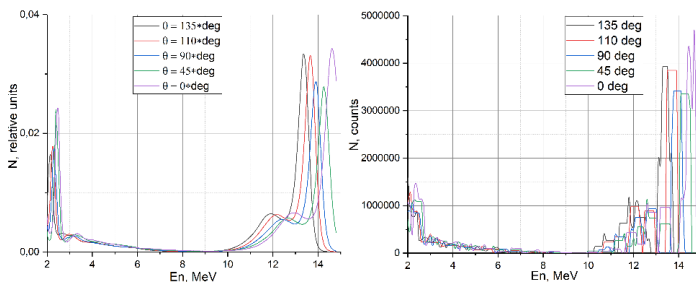 0,04
0,02
0,00
N, relative units
θ = 135*deg
θ = 110*deg
θ = 90*deg
θ = 45*deg
θ = 0*deg
2 4 6 8 10 12 14
En, MeV
5000000
4000000
3000000
2000000
1000000
0
N, counts
135 deg
110 deg
90 deg
45 deg
0 deg
2 4 6 8 10 12 14
En, MeV